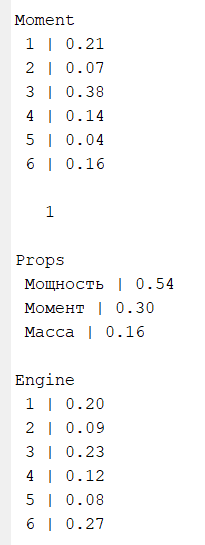 Moment
1 | 0.21
2 | 0.07
3 | 0.38
4 | 0.14
5 | 0.04
6 | 0.16
1
Props
Мощность | 0.54
Момент | 0.30
Масса | 0.16
Engine
1 | 0.20
2 | 0.09
3 | 0.23
4 | 0.12
5 | 0.08
6 | 0.27